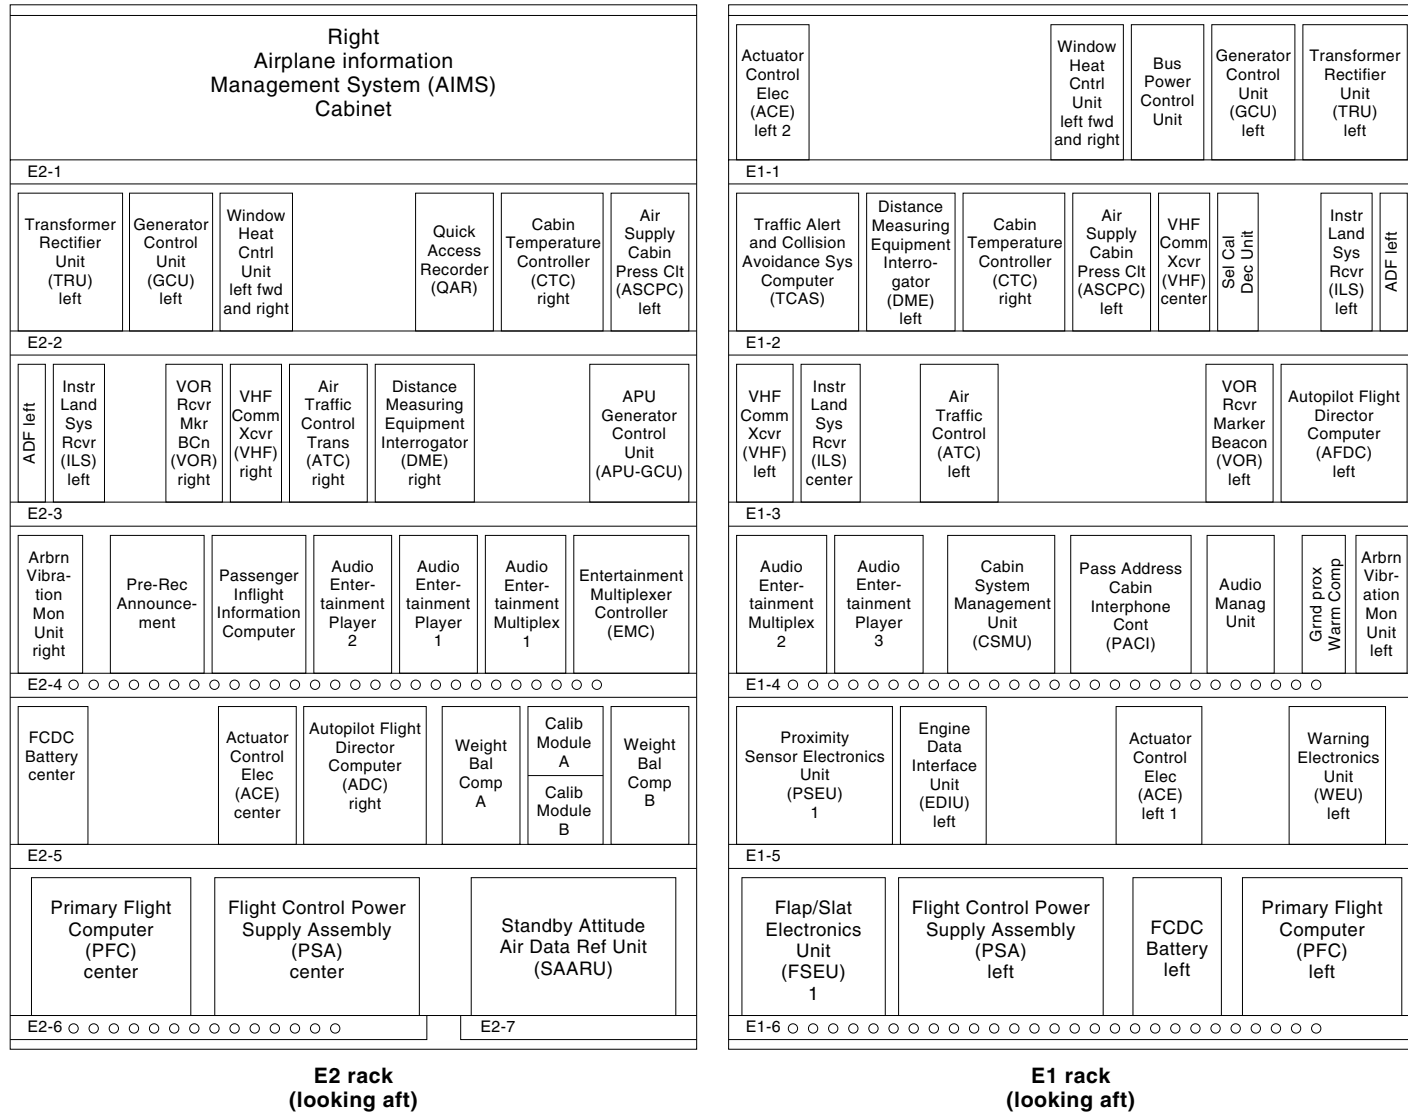 Right
Airplane information
Management System (AIMS)
Cabinet
E2-1
Transformer
Rectifier
Unit
(TRU)
left
Generator
Control
Unit
(GCU)
left
Window
Heat
Cntrl
Unit
left fwd
and right
Quick
Access
Recorder
(QAR)
Cabin
Temperature
Controller
(CTC)
right
Air
Supply
Cabin
Press Clt
(ASCPC)
left
E2-2
ADF left
Instr
Land
Sys
Rcvr
(ILS)
left
VOR
Rcvr
Mkr
BCn
(VOR)
right
VHF
Comm
Xcvr
(VHF)
right
Air
Traffic
Control
Trans
(ATC)
right
Distance
Measuring
Equipment
Interrogator
(DME)
right
APU
Generator
Control
Unit
(APU-GCU)
E2-3
Arbrn
Vibra-
tion
Mon
Unit
right
Pre-Rec
Announce-
ment
Passenger
Inflight
Information
Computer
Audio
Enter-
tainment
Player
2
Audio
Enter-
tainment
Player
1
Audio
Enter-
tainment
Multiplex
1
Entertainment
Multiplexer
Controller
(EMC)
E2-4
FCDC
Battery
center
Actuator
Control
Elec
(ACE)
center
Autopilot Flight
Director
Computer
(ADC)
right
Weight
Bal
Comp
A
Calib
Module
A
Calib
Module
B
Weight
Bal
Comp
B
E2-5
Primary Flight
Computer
(PFC)
center
Flight Control Power
Supply Assembly
(PSA)
center
Standby Attitude
Air Data Ref Unit
(SAARU)
E2-6
E2-7
E2 rack
(looking aft)
Actuator
Control
Elec
(ACE)
left 2
Window
Heat
Cntrl
Unit
left fwd
and right
Bus
Power
Control
Unit
Generator
Control
Unit
(GCU)
left
Transformer
Rectifier
Unit
(TRU)
left
E1-1
Traffic Alert
and Collision
Avoidance Sys
Computer
(TCAS)
Distance
Measuring
Equipment
Interro-
gator
(DME)
left
Cabin
Temperature
Controller
(CTC)
right
Air
Supply
Cabin
Press Clt
(ASCPC)
left
VHF
Comm
Xcvr
(VHF)
center
Sel Cal
Dec Unit
Instr
Land
Sys
Rcvr
(ILS)
left
ADF left
E1-2
VHF
Comm
Xcvr
(VHF)
left
Instr
Land
Sys
Rcvr
(ILS)
center
Air
Traffic
Control
(ATC)
left
VOR
Rcvr
Marker
Beacon
(VOR)
left
Autopilot Flight
Director
Computer
(AFDC)
left
E1-3
Audio
Enter-
tainment
Multiplex
2
Audio
Enter-
tainment
Player
3
Cabin
System
Management
Unit
(CSMU)
Pass Address
Cabin
Interphone
Cont
(PACI)
Audio
Manag
Unit
Grnd prox
Warm Comp
Arbrn
Vibr-
ation
Mon
Unit
left
E1-4
Proximity
Sensor Electronics
Unit
(PSEU)
1
Engine
Data
Interface
Unit
(EDIU)
left
Actuator
Control
Elec
(ACE)
left 1
Warning
Electronics
Unit
(WEU)
left
E1-5
Flap/Slat
Electronics
Unit
(FSEU)
1
Flight Control Power
Supply Assembly
(PSA)
left
FCDC
Battery
left
Primary Flight
Computer
(PFC)
left
E1-6
E1 rack
(looking aft)